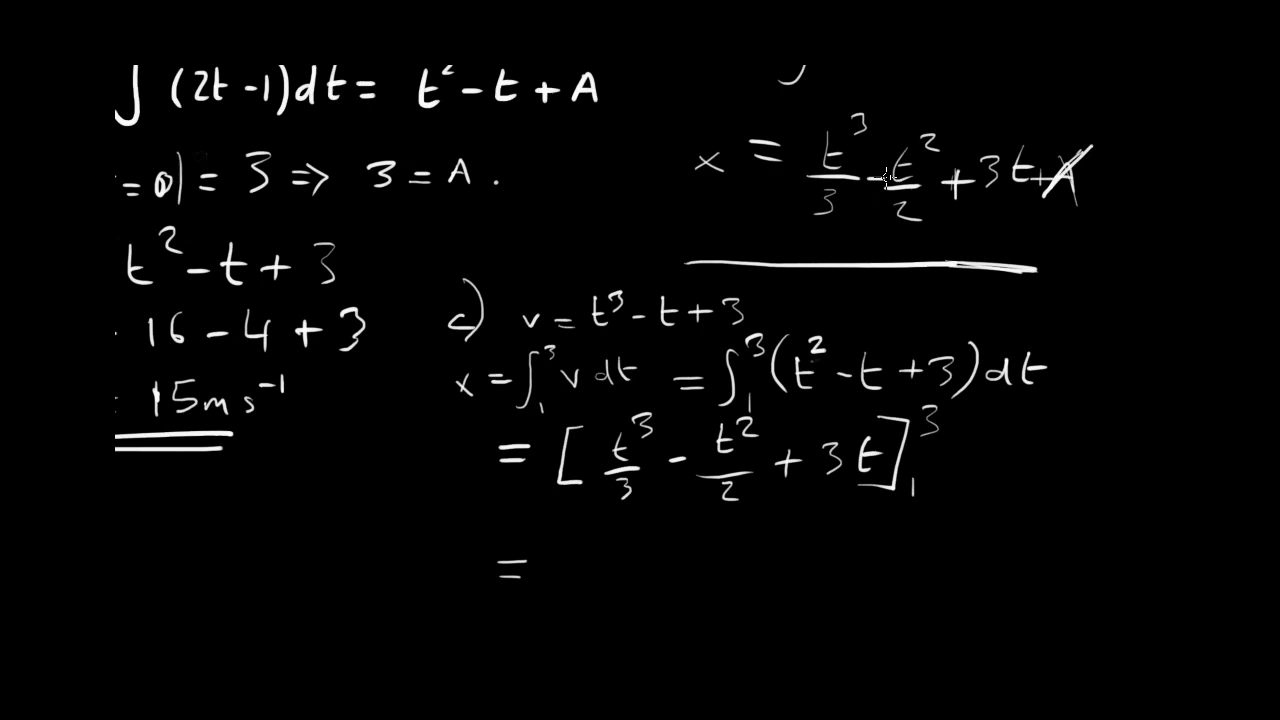 ∫ (2t -1)dt = t² - t + A
= 0) = 3 => 3 = A .
t² - t + 3
16 - 4 + 3
15ms⁻¹
x = t³/3 - t²/2 + 3t + A
c) v = t³ - t + 3
x = ∫₁³ v dt = ∫₁³ (t² - t + 3) dt
= [ t³/3 - t²/2 + 3t ]₁³
=